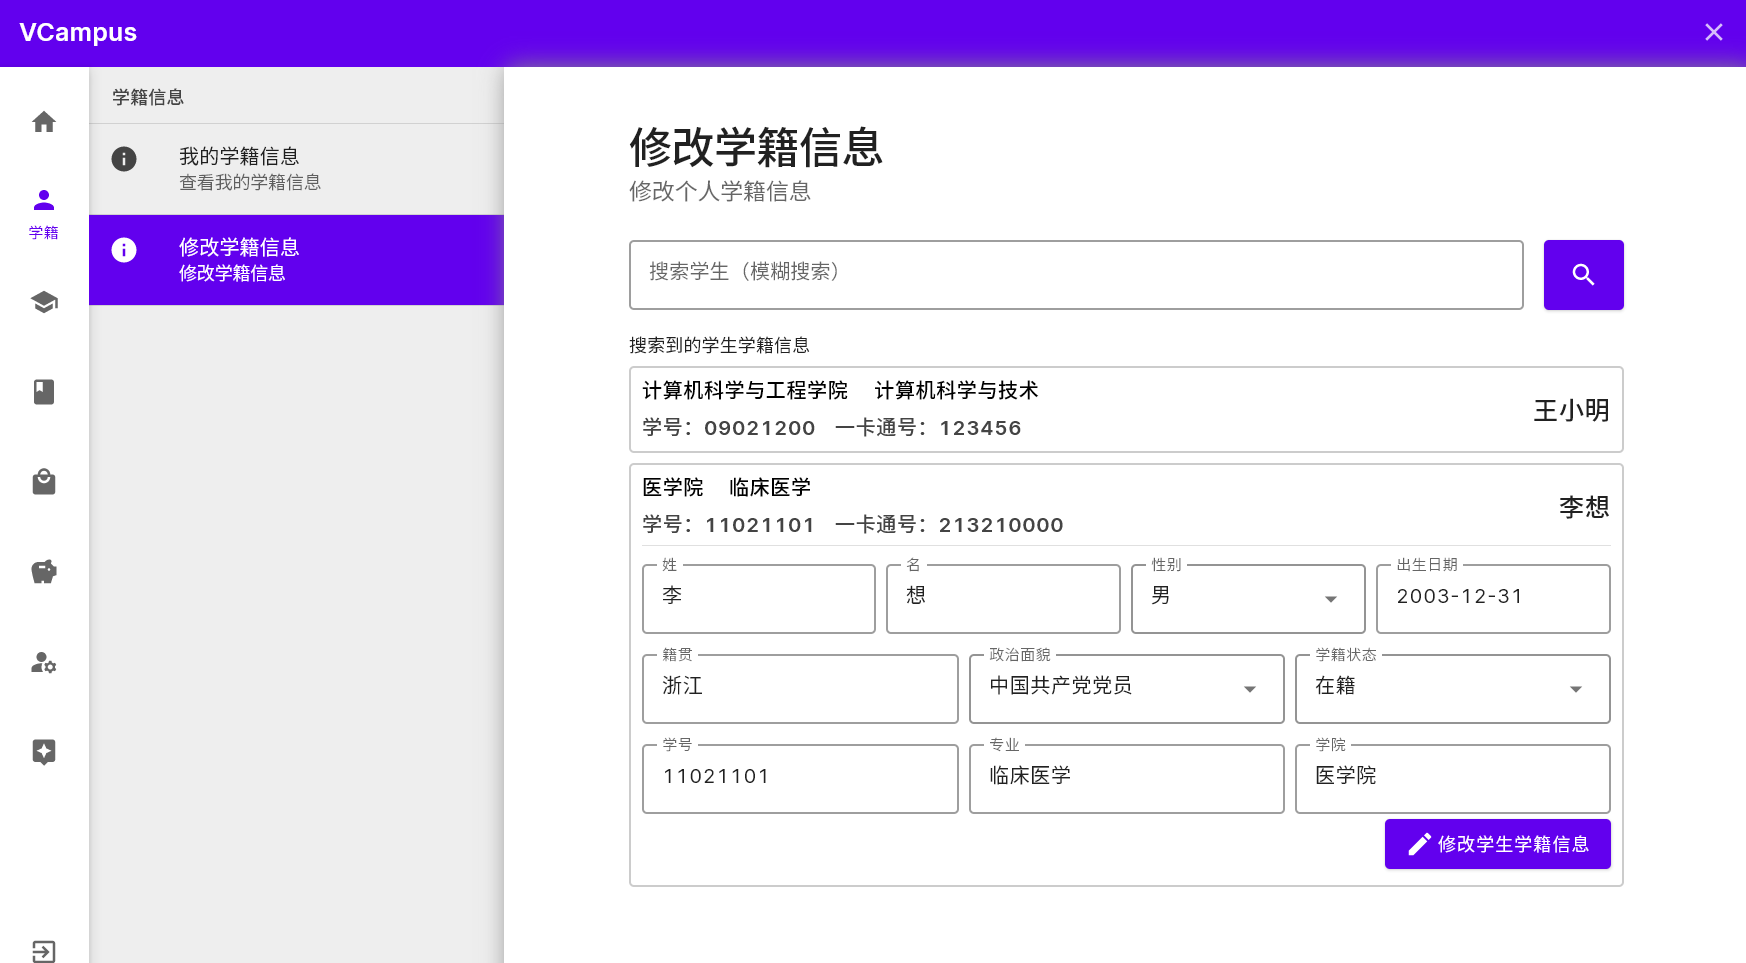 VCampus
学籍
学籍信息
我的学籍信息
查看我的学籍信息
修改学籍信息
修改学籍信息
修改学籍信息
修改个人学籍信息
搜索学生（模糊搜索）
搜索到的学生学籍信息
计算机科学与工程学院 计算机科学与技术
学号：09021200 一卡通号：123456
王小明
医学院 临床医学
学号：11021101 一卡通号：213210000
李想
姓 名 性别 出生日期
李 想 男 2003-12-31
籍贯 政治面貌 学籍状态
浙江 中国共产党党员 在籍
学号 专业 学院
11021101 临床医学 医学院
修改学生学籍信息